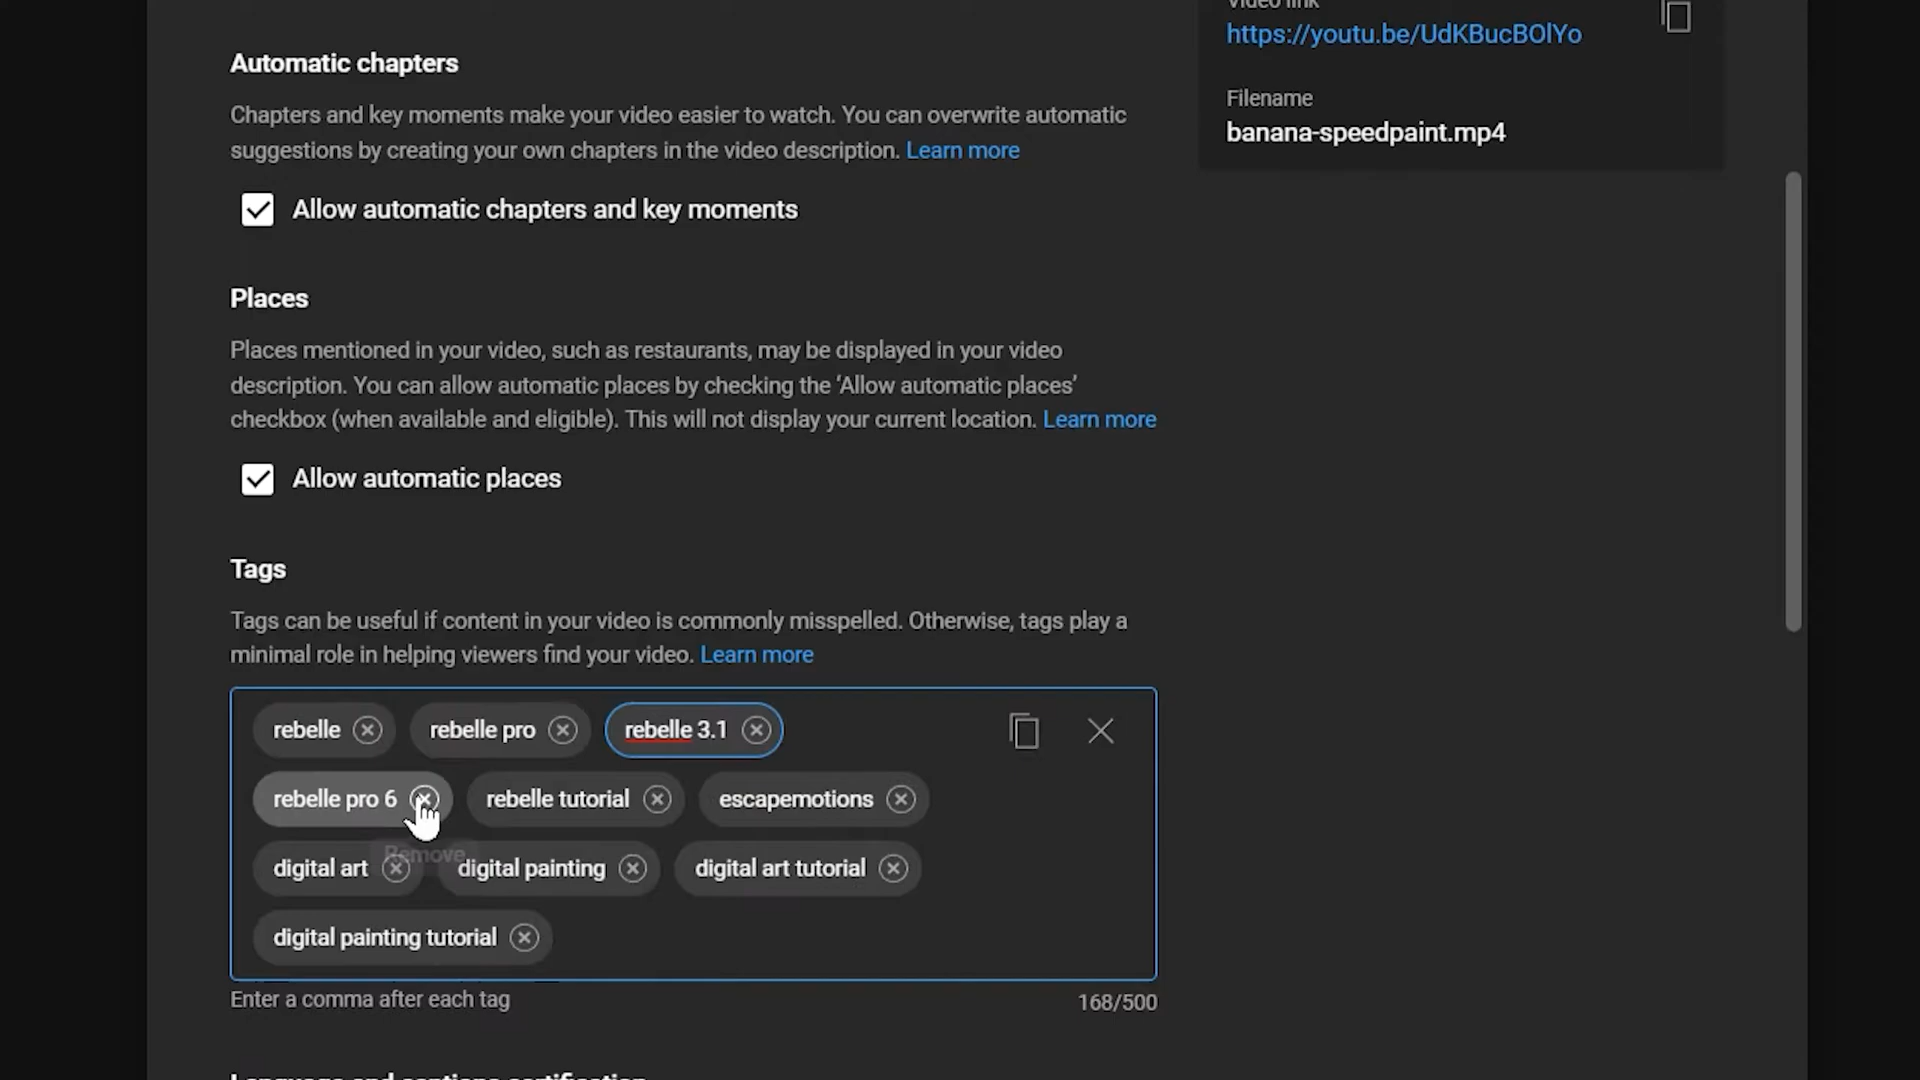 Video link
https://youtu.be/UdKBucBOlYo
Filename
banana-speedpaint.mp4
Automatic chapters
Chapters and key moments make your video easier to watch. You can overwrite automatic
suggestions by creating your own chapters in the video description. Learn more
Allow automatic chapters and key moments
Places
Places mentioned in your video, such as restaurants, may be displayed in your video
description. You can allow automatic places by checking the ‘Allow automatic places’
checkbox (when available and eligible). This will not display your current location. Learn more
Allow automatic places
Tags
Tags can be useful if content in your video is commonly misspelled. Otherwise, tags play a
minimal role in helping viewers find your video. Learn more
rebelle rebelle pro rebelle 3.1
rebelle pro 6 rebelle tutorial escapemotions
Remove
digital art digital painting digital art tutorial
digital painting tutorial
Enter a comma after each tag 168/500
Language and captions certification